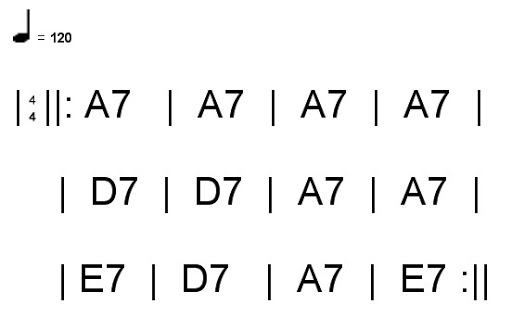 ♩ = 120
| 4/4 ||: A7 | A7 | A7 | A7 |
| D7 | D7 | A7 | A7 |
| E7 | D7 | A7 | E7 :||